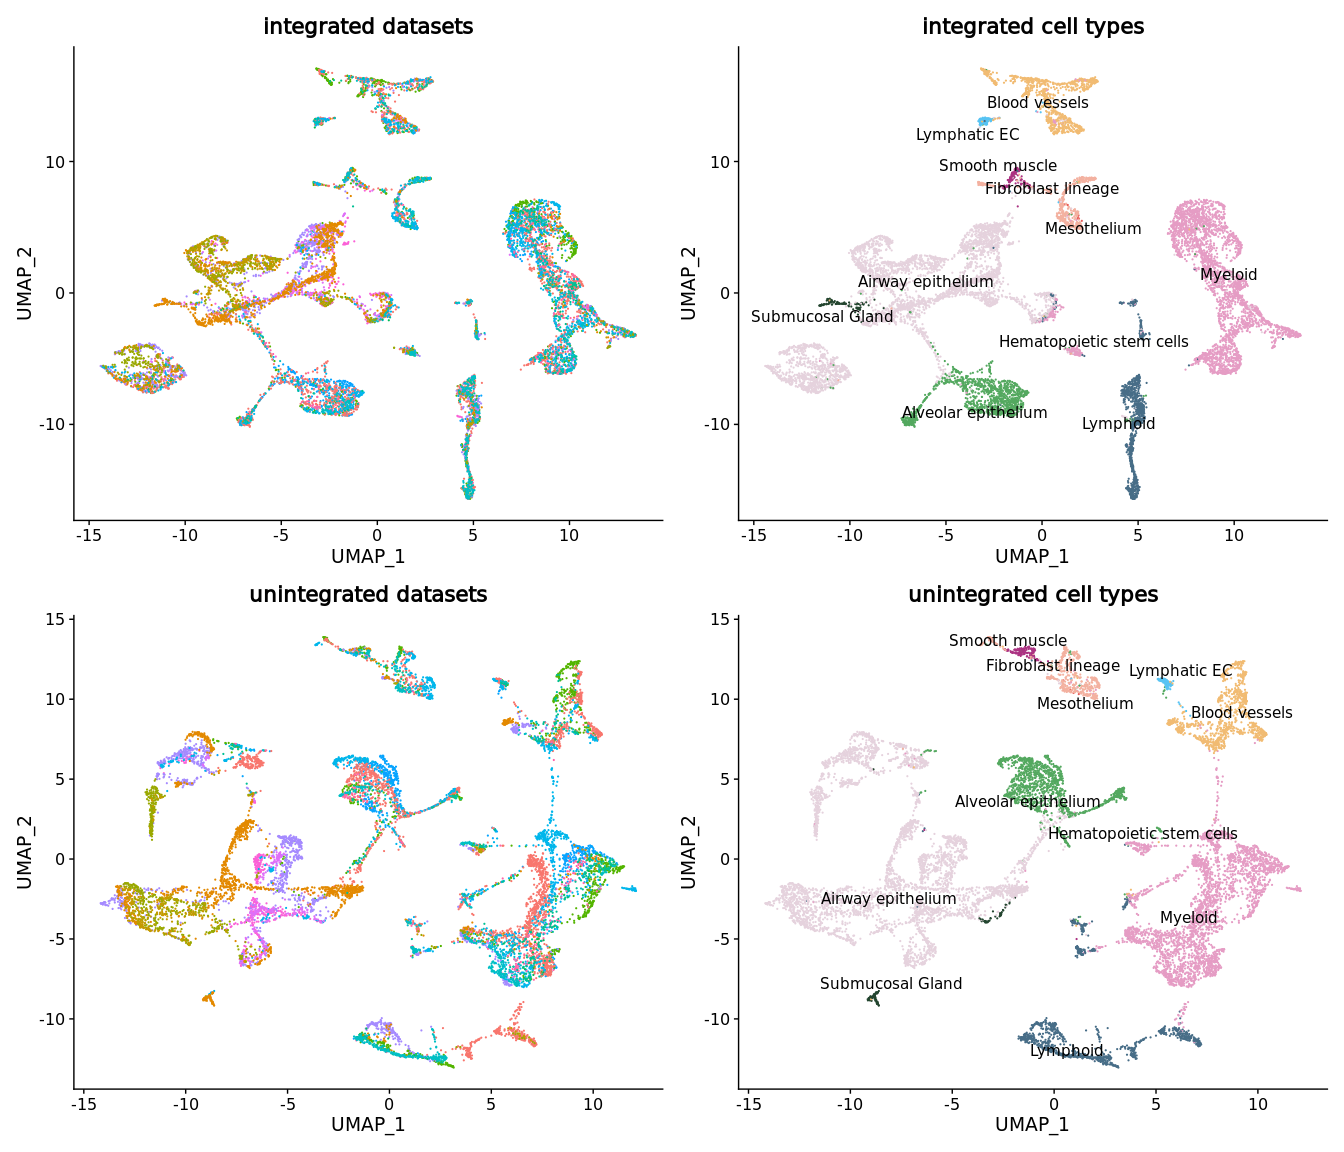 integrated datasets
integrated cell types
UMAP_2
10
0
-10
-15
-10
-5
0
5
10
UMAP_1
UMAP_2
10
0
-10
Blood vessels
Lymphatic EC
Smooth muscle
Fibroblast lineage
Mesothelium
Myeloid
Airway epithelium
Submucosal Gland
Hematopoietic stem cells
Alveolar epithelium
Lymphoid
-15
-10
-5
0
5
10
UMAP_1
unintegrated datasets
unintegrated cell types
UMAP_2
15
10
5
0
-5
-10
-15
-10
-5
0
5
10
UMAP_1
UMAP_2
15
10
5
0
-5
-10
Smooth muscle
Fibroblast lineage
Lymphatic EC
Mesothelium
Blood vessels
Alveolar epithelium
Hematopoietic stem cells
Airway epithelium
Myeloid
Submucosal Gland
Lymphoid
-15
-10
-5
0
5
10
UMAP_1